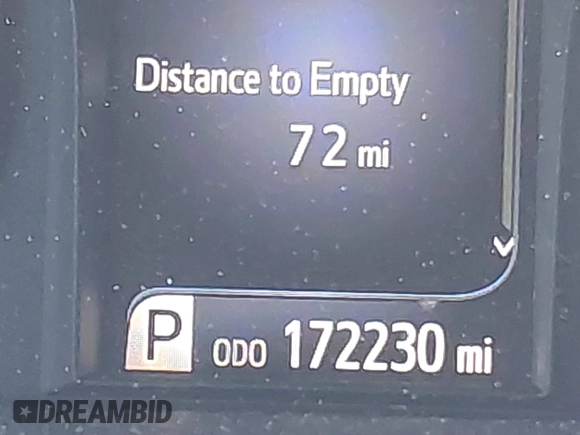 Distance to Empty
72 mi
P ODO 172230 mi
DREAMBID